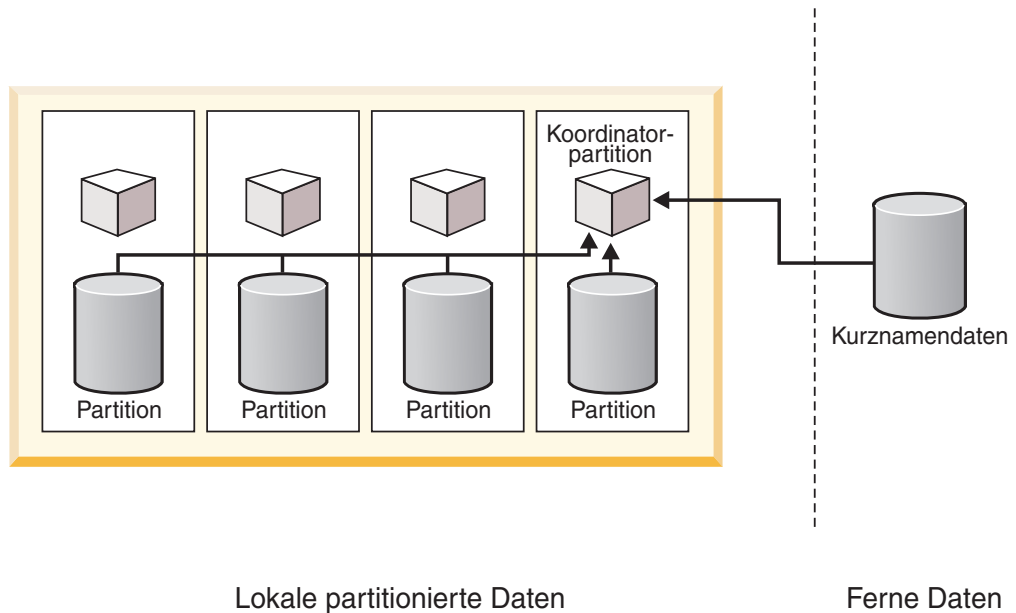 Koordinator-
partition
Kurznamendaten
Partition
Partition
Partition
Partition
Lokale partitionierte Daten
Ferne Daten